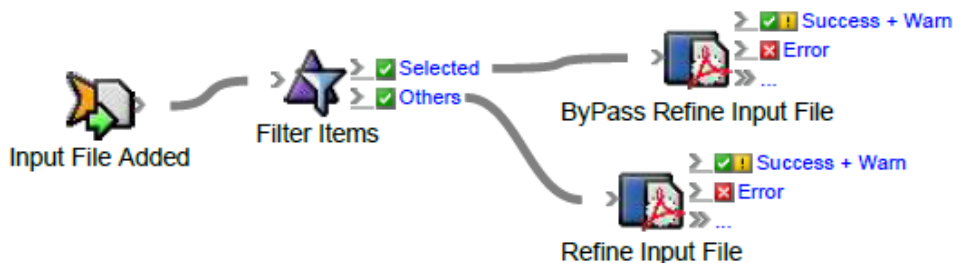 Input File Added
Filter Items
Selected
Others
Success + Warn
Error
...
ByPass Refine Input File
Success + Warn
Error
...
Refine Input File